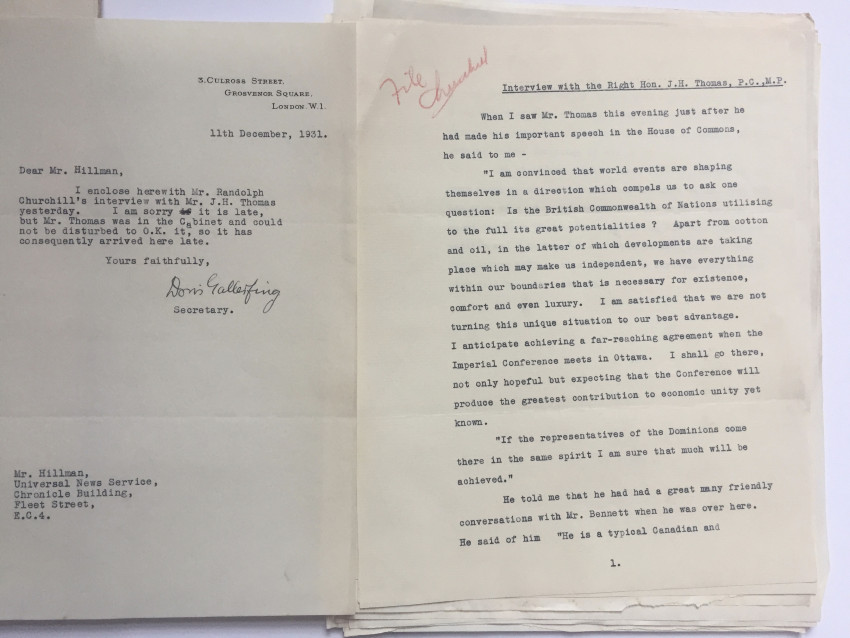 3, Culross Street,
Grosvenor Square,
London. W.1.
11th December, 1931.
Dear Mr. Hillman,
I enclose herewith Mr. Randolph
Churchill's interview with Mr. J.H. Thomas
yesterday. I am sorry if it is late,
but Mr. Thomas was in the Cabinet and could
not be disturbed to O.K. it, so it has
consequently arrived here late.
Yours faithfully,
Doris
Secretary.
Mr. Hillman,
Universal News Service,
Chronicle Building,
Fleet Street,
E.C.4.
File
Churchill
Interview with the Right Hon. J.H. Thomas, P.C.,M.P.
When I saw Mr. Thomas this evening just after he
had made his important speech in the House of Commons,
he said to me -
"I am convinced that world events are shaping
themselves in a direction which compels us to ask one
question: Is the British Commonwealth of Nations utilising
to the full its great potentialities ? Apart from cotton
and oil, in the latter of which developments are taking
place which may make us independent, we have everything
within our boundaries that is necessary for existence,
comfort and even luxury. I am satisfied that we are not
turning this unique situation to our best advantage.
I anticipate achieving a far-reaching agreement when the
Imperial Conference meets in Ottawa. I shall go there,
not only hopeful but expecting that the Conference will
produce the greatest contribution to economic unity yet
known.
"If the representatives of the Dominions come
there in the same spirit I am sure that much will be
achieved."
He told me that he had had a great many friendly
conversations with Mr. Bennett when he was over here.
He said of him "He is a typical Canadian and
1.